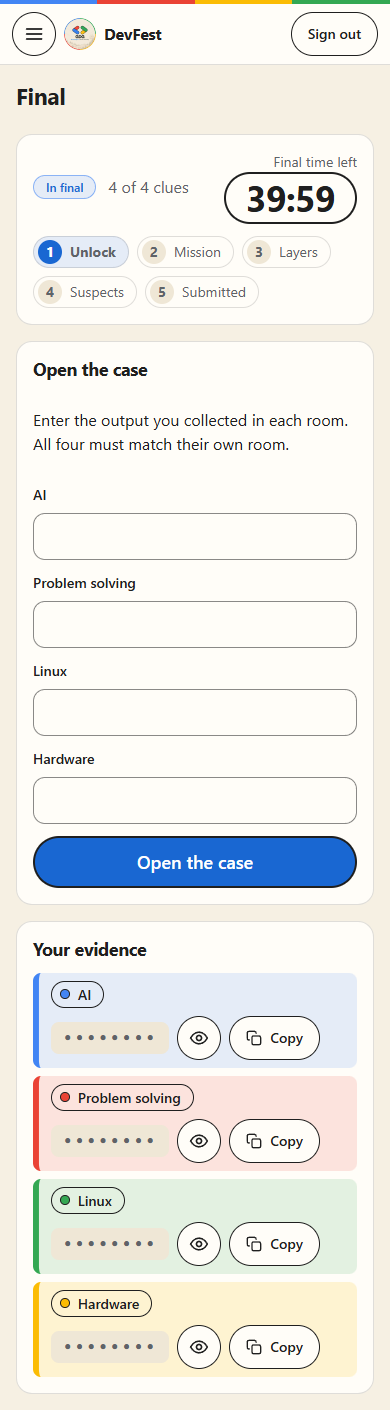 DevFest
Sign out
Final
In final
4 of 4 clues
Final time left
39:59
1 Unlock
2 Mission
3 Layers
4 Suspects
5 Submitted
Open the case
Enter the output you collected in each room.
All four must match their own room.
AI
Problem solving
Linux
Hardware
Open the case
Your evidence
AI
•••••••• Copy
Problem solving
•••••••• Copy
Linux
•••••••• Copy
Hardware
•••••••• Copy